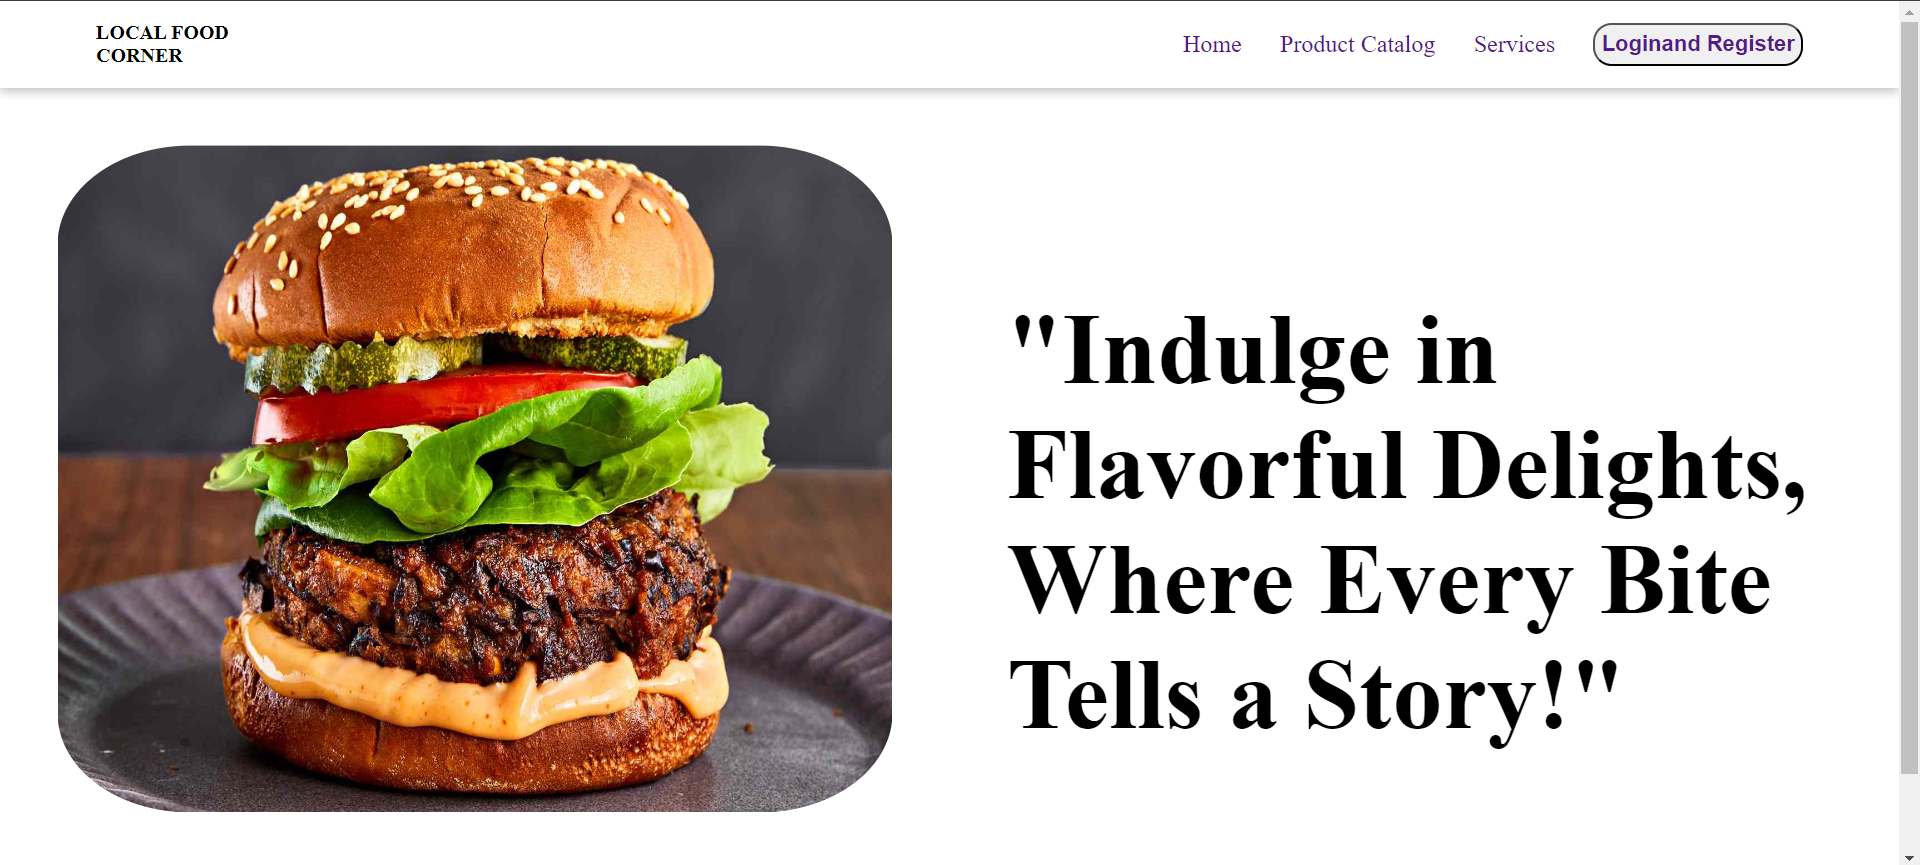 LOCAL FOOD
CORNER
Home
Product Catalog
Services
Loginand Register
"Indulge in
Flavorful Delights,
Where Every Bite
Tells a Story!"